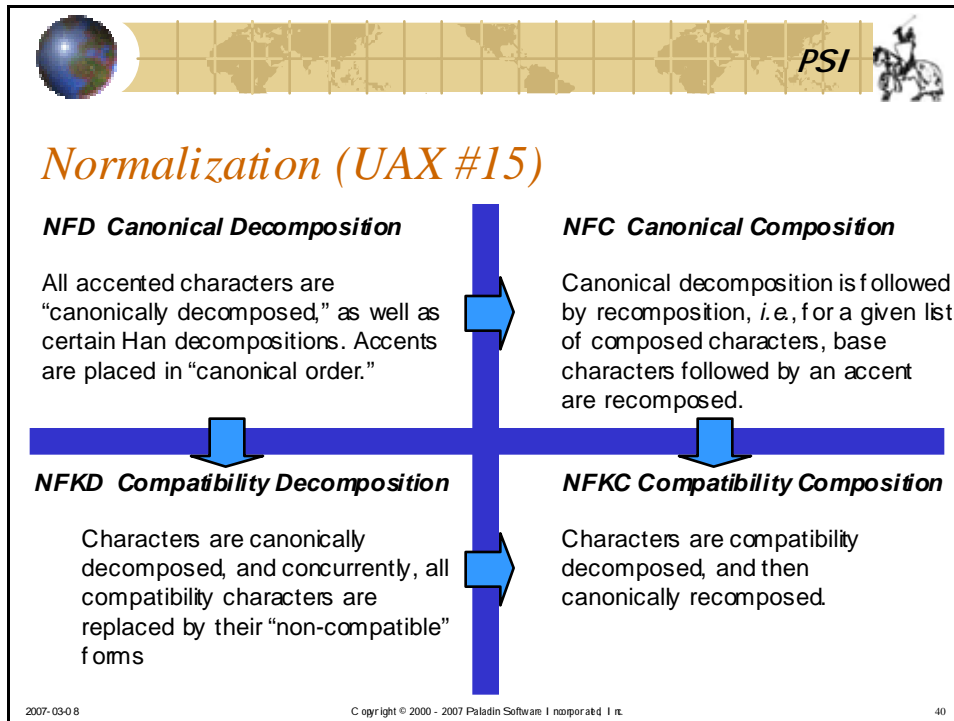 PSI
Normalization (UAX #15)
NFD Canonical Decomposition
All accented characters are
“canonically decomposed,” as well as
certain Han decompositions. Accents
are placed in “canonical order.”
NFC Canonical Composition
Canonical decomposition is followed
by recomposition, i.e., for a given list
of composed characters, base
characters followed by an accent
are recomposed.
NFKD Compatibility Decomposition
Characters are canonically
decomposed, and concurrently, all
compatibility characters are
replaced by their “non-compatible”
forms
NFKC Compatibility Composition
Characters are compatibility
decomposed, and then
canonically recomposed.
2007-03-08
Copyright © 2000 - 2007 Paladin Software Incorporated, Inc.
40